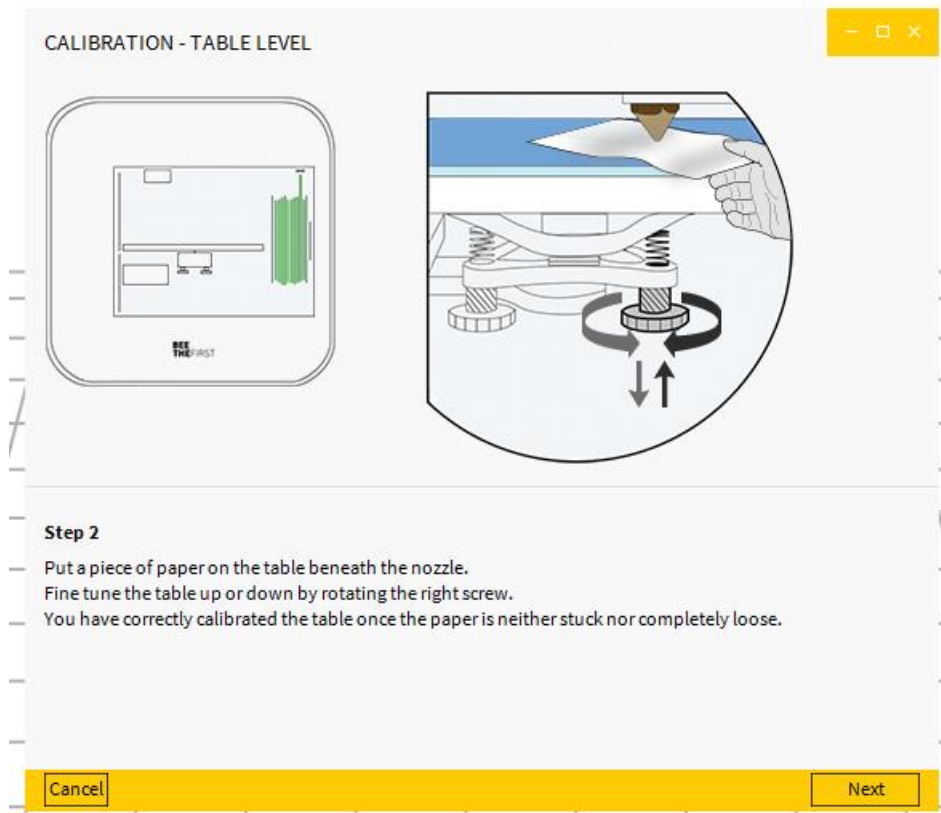 CALIBRATION - TABLE LEVEL
BEE
THEFIRST
Step 2
Put a piece of paper on the table beneath the nozzle.
Fine tune the table up or down by rotating the right screw.
You have correctly calibrated the table once the paper is neither stuck nor completely loose.
Cancel
Next